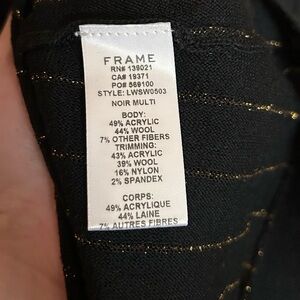 FRAME
RN# 139021
CA# 19371
PO# 569100
STYLE: LWSW0503
NOIR MULTI
BODY:
49% ACRYLIC
44% WOOL
7% OTHER FIBERS
TRIMMING:
43% ACRYLIC
39% WOOL
16% NYLON
2% SPANDEX
CORPS:
49% ACRYLIQUE
44% LAINE
7% AUTRES FIBRES